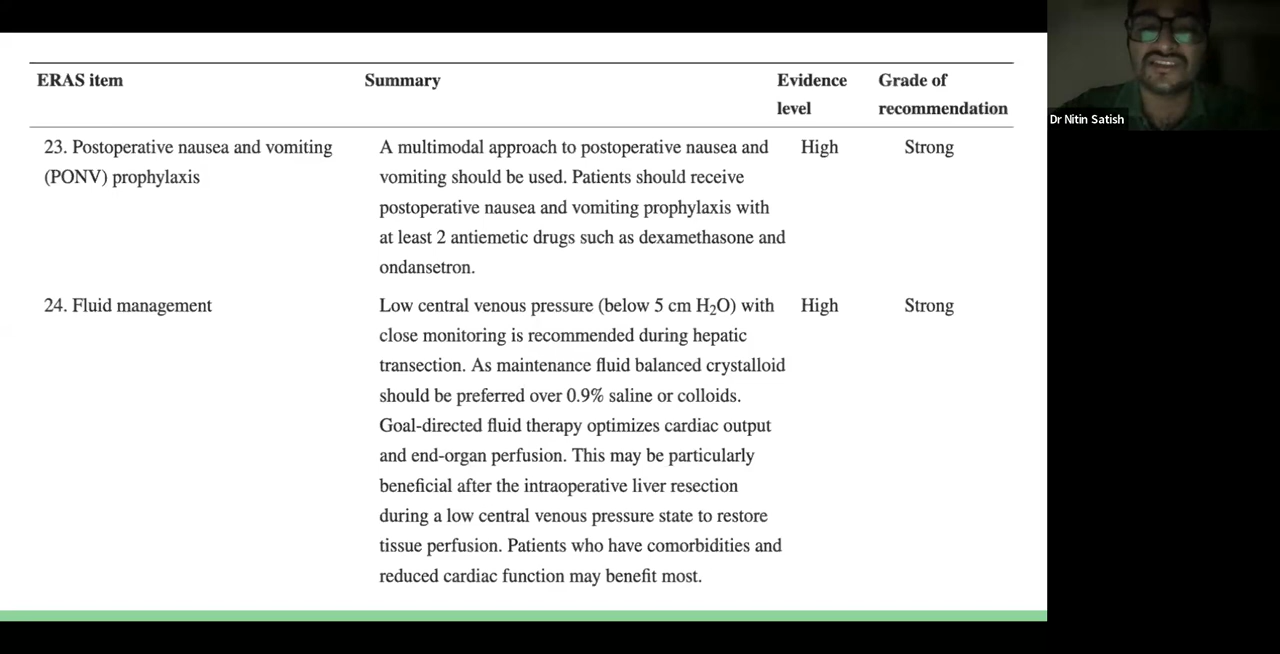 ERAS item Summary Evidence level Grade of recommendation
23. Postoperative nausea and vomiting (PONV) prophylaxis
A multimodal approach to postoperative nausea and
vomiting should be used. Patients should receive
postoperative nausea and vomiting prophylaxis with
at least 2 antiemetic drugs such as dexamethasone and
ondansetron.
High
Strong
24. Fluid management
Low central venous pressure (below 5 cm H₂O) with
close monitoring is recommended during hepatic
transection. As maintenance fluid balanced crystalloid
should be preferred over 0.9% saline or colloids.
Goal-directed fluid therapy optimizes cardiac output
and end-organ perfusion. This may be particularly
beneficial after the intraoperative liver resection
during a low central venous pressure state to restore
tissue perfusion. Patients who have comorbidities and
reduced cardiac function may benefit most.
High
Strong
Dr Nitin Satish